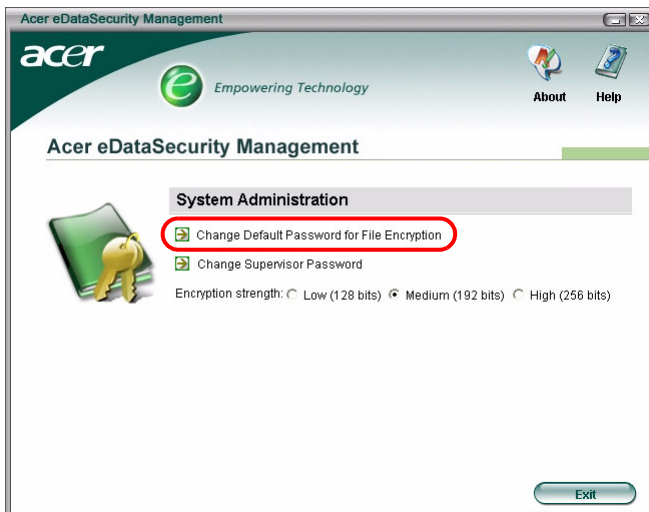 Acer eDataSecurity Management
acer
e Empowering Technology
About Help
Acer eDataSecurity Management
System Administration
Change Default Password for File Encryption
Change Supervisor Password
Encryption strength: Low (128 bits) Medium (192 bits) High (256 bits)
Exit